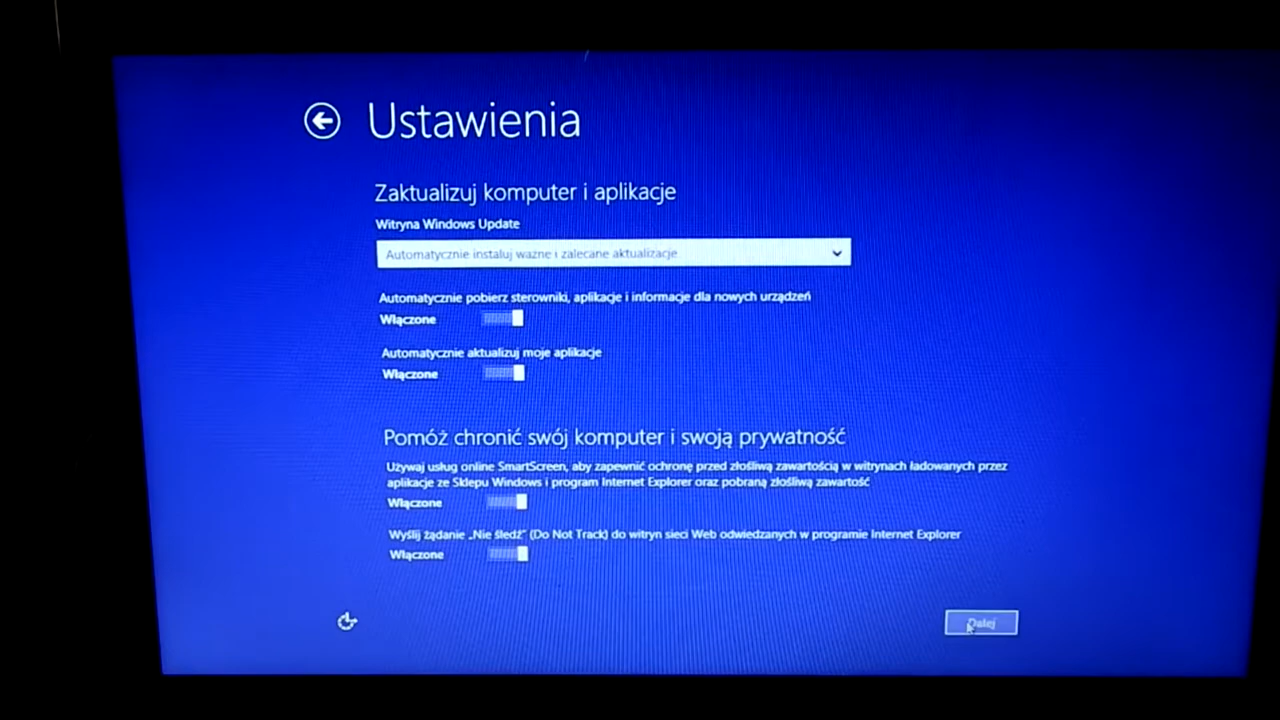 Ustawienia
Zaktualizuj komputer i aplikacje
Witryna Windows Update
Automatycznie instaluj ważne i zalecane aktualizacje
Automatycznie pobierz sterowniki, aplikacje i informacje dla nowych urządzeń
Włączone
Automatycznie aktualizuj moje aplikacje
Włączone
Pomóż chronić swój komputer i swoją prywatność
Używaj usług online SmartScreen, aby zapewnić ochronę przed złośliwą zawartością w witrynach ładowanych przez
aplikacje ze Sklepu Windows i program Internet Explorer oraz pobraną złośliwą zawartość
Włączone
Wyślij żądanie „Nie śledź” (Do Not Track) do witryn sieci Web odwiedzanych w programie Internet Explorer
Włączone
Dalej